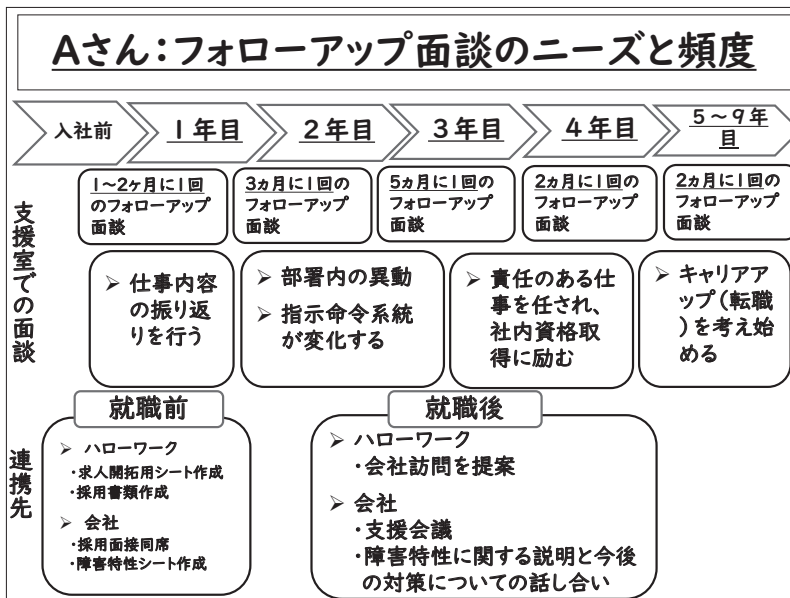 Aさん：フォローアップ面談のニーズと頻度
入社前
1年目
2年目
3年目
4年目
5～9年
目
支援室での面談
1～2ヶ月に1回
のフォローアップ
面談
3ヵ月に1回の
フォローアップ
面談
5ヵ月に1回の
フォローアップ
面談
2ヵ月に1回の
フォローアップ
面談
2ヵ月に1回の
フォローアップ
面談
➢ 仕事内容
の振り返
りを行う
➢ 部署内の異動
➢ 指示命令系統
が変化する
➢ 責任のある仕
事を任され、
社内資格取
得に励む
➢ キャリアア
ップ（転職
）を考え始
める
連携先
就職前
➢ ハローワーク
・求人開拓用シート作成
・採用書類作成
➢ 会社
・採用面接同席
・障害特性シート作成
就職後
➢ ハローワーク
・会社訪問を提案
➢ 会社
・支援会議
・障害特性に関する説明と今後
の対策についての話し合い